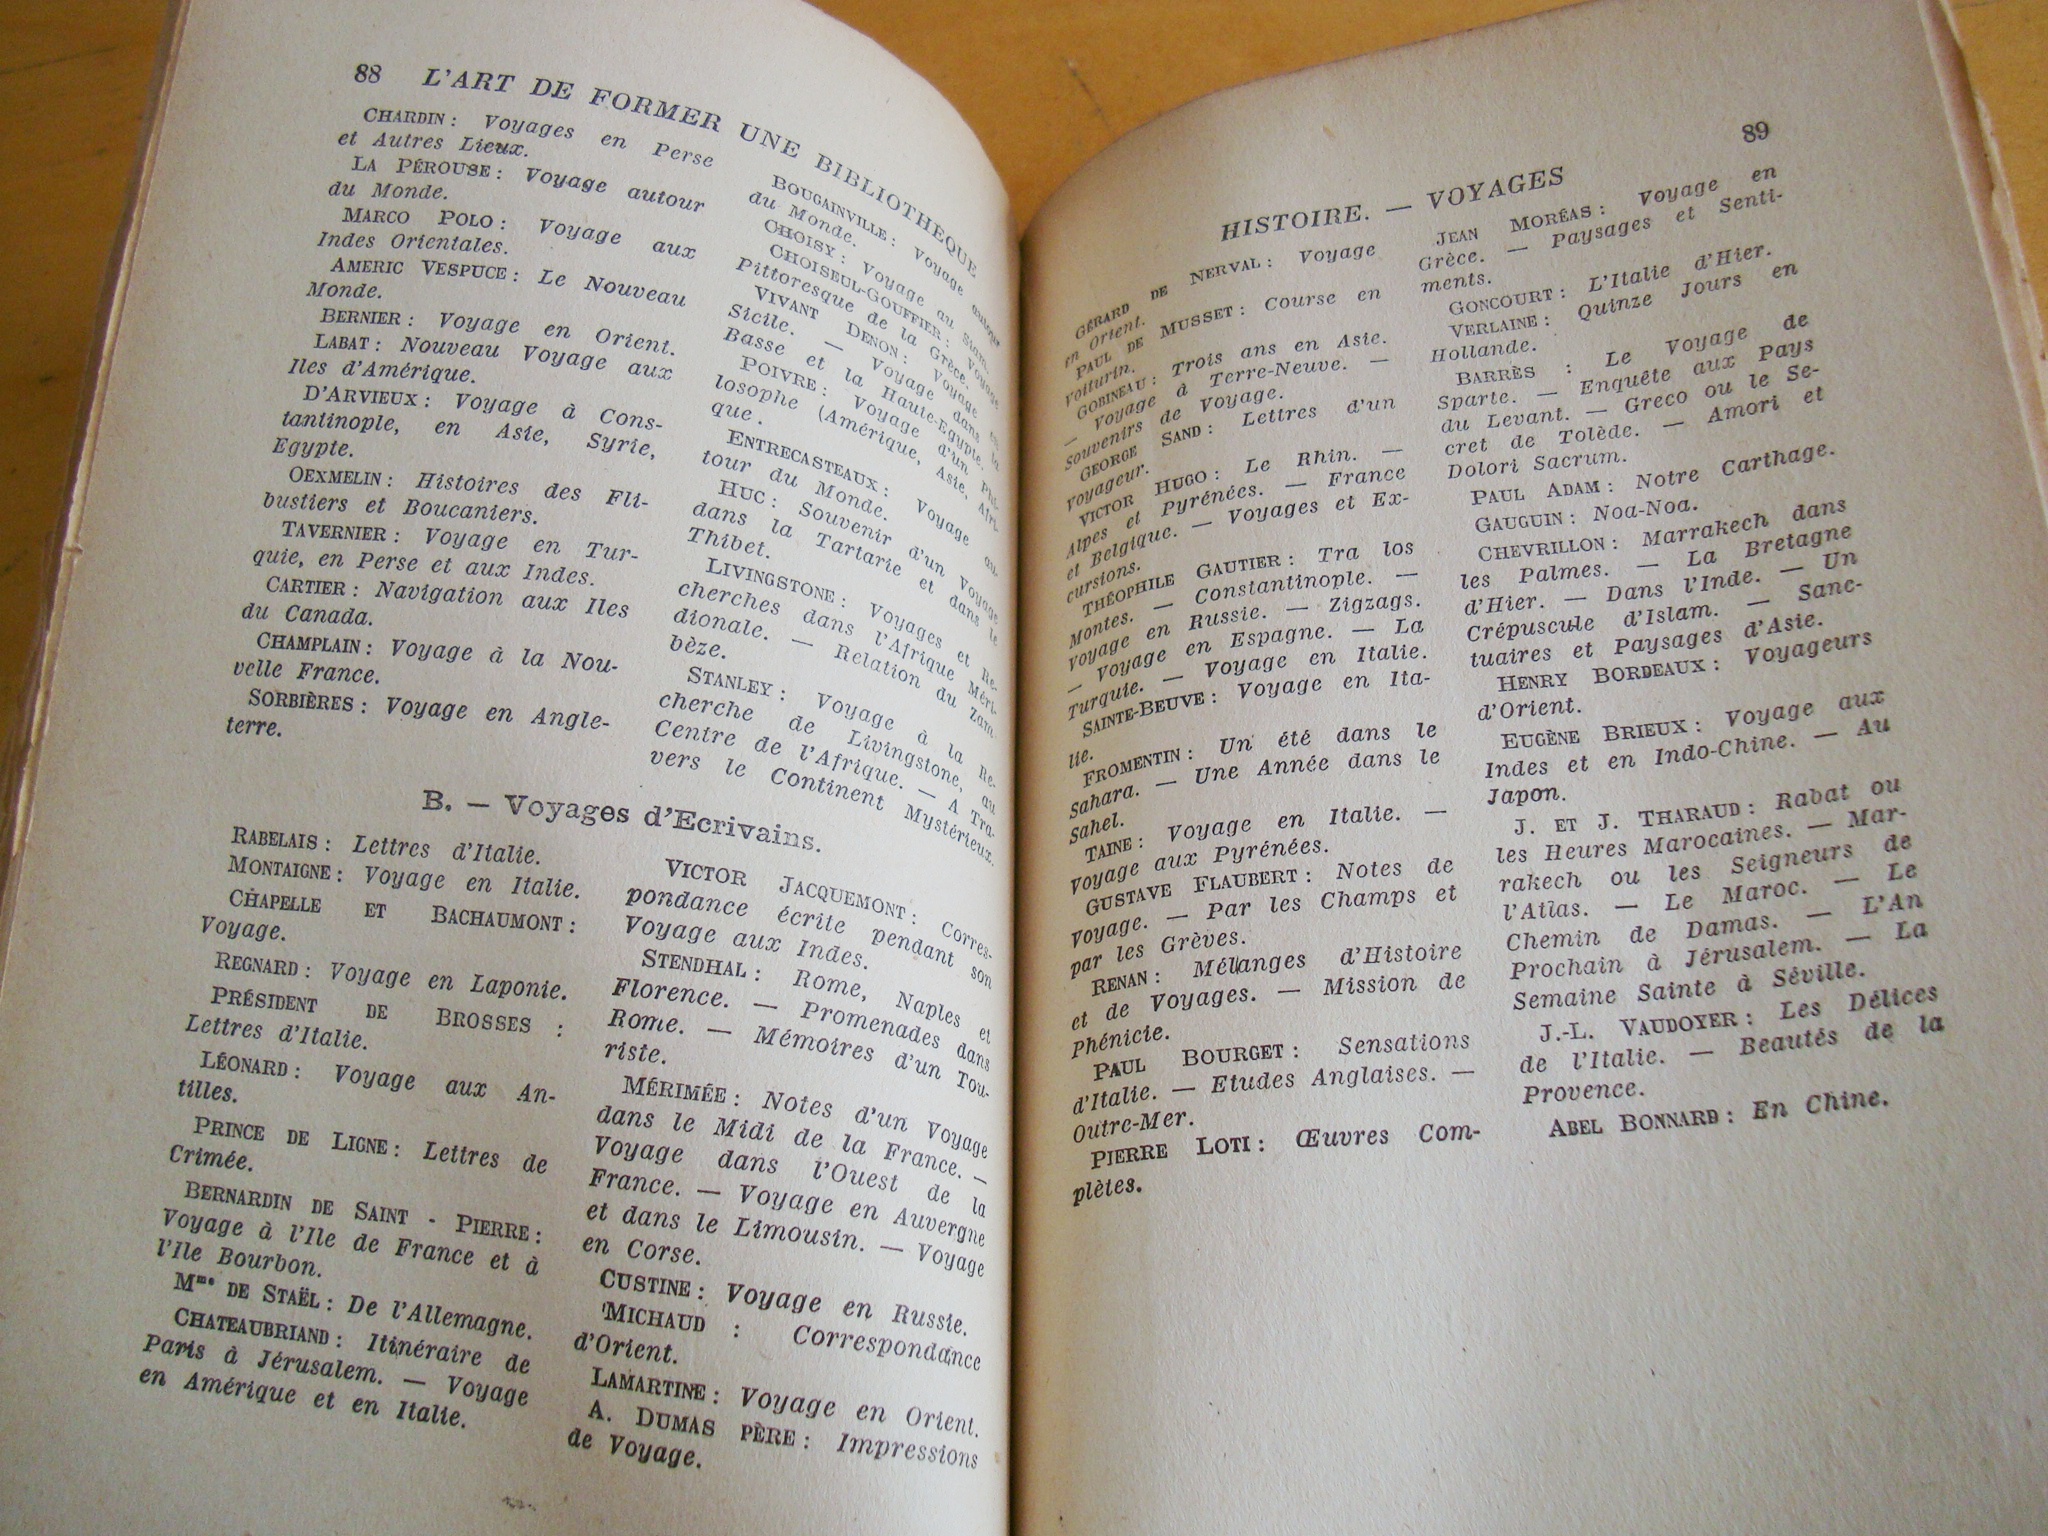 88 L'ART DE FORMER UNE BIBLIOTHEQUE
CHARDIN : Voyages en Perse
et Autres Lieux.
LA PÉROUSE : Voyage autour
du Monde.
MARCO POLO : Voyage aux
Indes Orientales.
AMERIC VESPUCE : Le Nouveau
Monde.
BERNIER : Voyage en Orient.
LABAT : Nouveau Voyage aux
Iles d'Amérique.
D'ARVIEUX : Voyage à Cons-
tantinople, en Asie, Syrie,
Egypte.
OEXMELIN : Histoires des Fli-
bustiers et Boucaniers.
TAVERNIER : Voyage en Tur-
quie, en Perse et aux Indes.
CARTIER : Navigation aux Iles
du Canada.
CHAMPLAIN : Voyage à la Nou-
velle France.
SORBIÈRES : Voyage en Angle-
terre.
BOUGAINVILLE : Voyage autour
du Monde.
CHOISY : Voyage au Siam.
CHOISEUL-GOUFFIER : Voyage
Pittoresque de la Grèce.
VIVANT DENON : Voyage en
Sicile. — Voyage dans la
Basse et la Haute-Egypte.
POIVRE : Voyage d'un Phi-
losophe (Amérique, Asie, Afri-
que.
ENTRECASTEAUX : Voyage au-
tour du Monde.
HUC : Souvenir d'un Voyage
dans la Tartarie et dans le
Thibet.
LIVINGSTONE : Voyages et Re-
cherches dans l'Afrique Méri-
dionale. — Relation du Zam-
bèze.
STANLEY : Voyage à la Re-
cherche de Livingstone, au
Centre de l'Afrique. — A Tra-
vers le Continent Mystérieux.
B. — Voyages d'Ecrivains.
RABELAIS : Lettres d'Italie.
MONTAIGNE : Voyage en Italie.
CHAPELLE ET BACHAUMONT :
Voyage.
REGNARD : Voyage en Laponie.
PRÉSIDENT DE BROSSES :
Lettres d'Italie.
LÉONARD : Voyage aux An-
tilles.
PRINCE DE LIGNE : Lettres de
Crimée.
BERNARDIN DE SAINT - PIERRE :
Voyage à l'Ile de France et à
l'Ile Bourbon.
Mme DE STAËL : De l'Allemagne.
CHATEAUBRIAND : Itinéraire de
Paris à Jérusalem. — Voyage
en Amérique et en Italie.
VICTOR JACQUEMONT : Corres-
pondance écrite pendant son
Voyage aux Indes.
STENDHAL : Rome, Naples et
Florence. — Promenades dans
Rome. — Mémoires d'un Tou-
riste.
MÉRIMÉE : Notes d'un Voyage
dans le Midi de la France. —
Voyage dans l'Ouest de la
France. — Voyage en Auvergne
et dans le Limousin. — Voyage
en Corse.
CUSTINE : Voyage en Russie.
MICHAUD : Correspondance
d'Orient.
LAMARTINE : Voyage en Orient.
A. DUMAS PÈRE : Impressions
de Voyage.
HISTOIRE. — VOYAGES 89
GÉRARD DE NERVAL : Voyage
en Orient.
PAUL DE MUSSET : Course en
Voiturin.
GOBINEAU : Trois ans en Asie.
— Voyage à Terre-Neuve. —
Souvenirs de Voyage.
GEORGE SAND : Lettres d'un
Voyageur.
VICTOR HUGO : Le Rhin. —
Alpes et Pyrénées. — France
et Belgique. — Voyages et Ex-
cursions.
THÉOPHILE GAUTIER : Tra los
Montes. — Constantinople. —
Voyage en Russie. — Zigzags.
— Voyage en Espagne. — La
Turquie. — Voyage en Italie.
SAINTE-BEUVE : Voyage en Ita-
lie.
FROMENTIN : Un été dans le
Sahara. — Une Année dans le
Sahel.
TAINE : Voyage en Italie. —
Voyage aux Pyrénées.
GUSTAVE FLAUBERT : Notes de
Voyage. — Par les Champs et
par les Grèves.
RENAN : Mélanges d'Histoire
et de Voyages. — Mission de
Phénicie.
PAUL BOURGET : Sensations
d'Italie. — Etudes Anglaises. —
Outre-Mer.
PIERRE LOTI : Œuvres Com-
plètes.
JEAN MORÉAS : Voyage en
Grèce. — Paysages et Senti-
ments.
GONCOURT : L'Italie d'Hier.
VERLAINE : Quinze Jours en
Hollande.
BARRÈS : Le Voyage de
Sparte. — Enquête aux Pays
du Levant. — Greco ou le Se-
cret de Tolède. — Amori et
Dolori Sacrum.
PAUL ADAM : Notre Carthage.
GAUGUIN : Noa-Noa.
CHEVRILLON : Marrakech dans
les Palmes. — La Bretagne
d'Hier. — Dans l'Inde. — Un
Crépuscule d'Islam. — Sanc-
tuaires et Paysages d'Asie.
HENRY BORDEAUX : Voyageurs
d'Orient.
EUGÈNE BRIEUX : Voyage aux
Indes et en Indo-Chine. — Au
Japon.
J. ET J. THARAUD : Rabat ou
les Heures Marocaines. — Mar-
rakech ou les Seigneurs de
l'Atlas. — Le Maroc. — Le
Chemin de Damas. — L'An
Prochain à Jérusalem. — La
Semaine Sainte à Séville.
J.-L. VAUDOYER : Les Délices
de l'Italie. — Beautés de la
Provence.
ABEL BONNARD : En Chine.